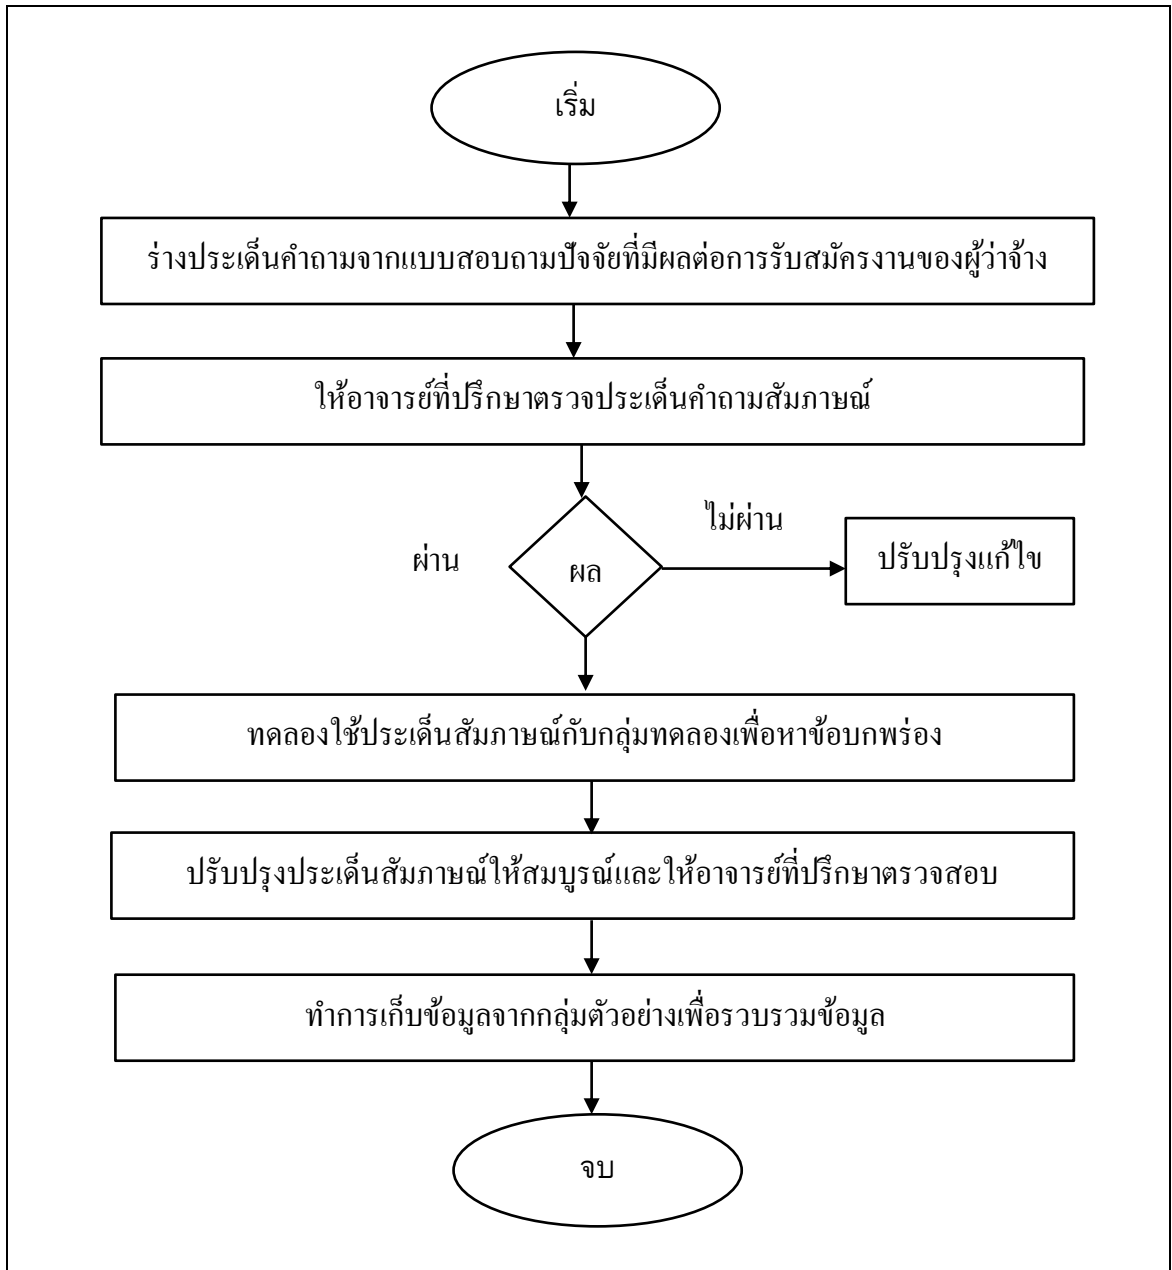 เริ่ม
ร่างประเด็นคำถามจากแบบสอบถามปัจจัยที่มีผลต่อการรับสมัครงานของผู้ว่าจ้าง
ให้อาจารย์ที่ปรึกษาตรวจประเด็นคำถามสัมภาษณ์
ไม่ผ่าน
ผ่าน
ผล
ปรับปรุงแก้ไข
ทดลองใช้ประเด็นสัมภาษณ์กับกลุ่มทดลองเพื่อหาข้อบกพร่อง
ปรับปรุงประเด็นสัมภาษณ์ให้สมบูรณ์และให้อาจารย์ที่ปรึกษาตรวจสอบ
ทำการเก็บข้อมูลจากกลุ่มตัวอย่างเพื่อรวบรวมข้อมูล
จบ